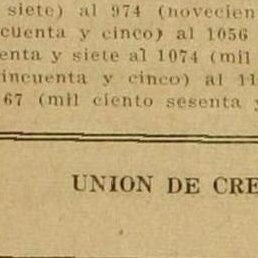 siete) al 974 (novecien
cuenta y cinco) al 1056
enta y siete al 1074 (mil
incuenta y cinco) al 11
67 (mil ciento sesenta y
UNION DE CRE